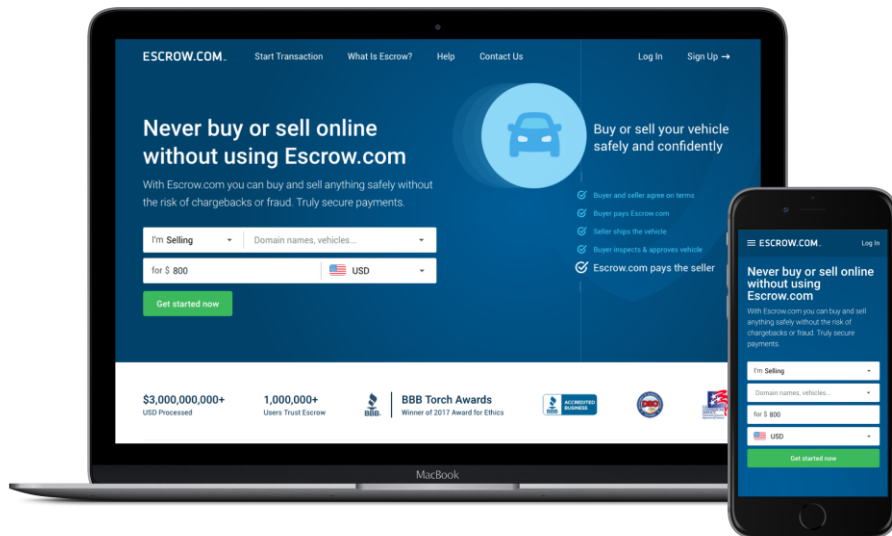 ESCROW.COM
Start Transaction
What Is Escrow?
Help
Contact Us
Log In
Sign Up →
Never buy or sell online
without using Escrow.com
With Escrow.com you can buy and sell anything safely without
the risk of chargebacks or fraud. Truly secure payments.
I'm Selling
Domain names, vehicles...
for $ 800
USD
Get started now
Buy or sell your vehicle
safely and confidently
Buyer and seller agree on terms
Buyer pays Escrow.com
Seller ships the vehicle
Buyer inspects & approves vehicle
Escrow.com pays the seller
$3,000,000,000+
USD Processed
1,000,000+
Users Trust Escrow
BBB.
BBB Torch Awards
Winner of 2017 Award for Ethics
BBB
ACCREDITED
BUSINESS
DBO
MacBook
ESCROW.COM
Log In
Never buy or sell online
without using
Escrow.com
With Escrow.com you can buy and sell
anything safely without the risk of
chargebacks or fraud. Truly secure
payments.
I'm Selling
Domain names, vehicles...
for $ 800
USD
Get started now